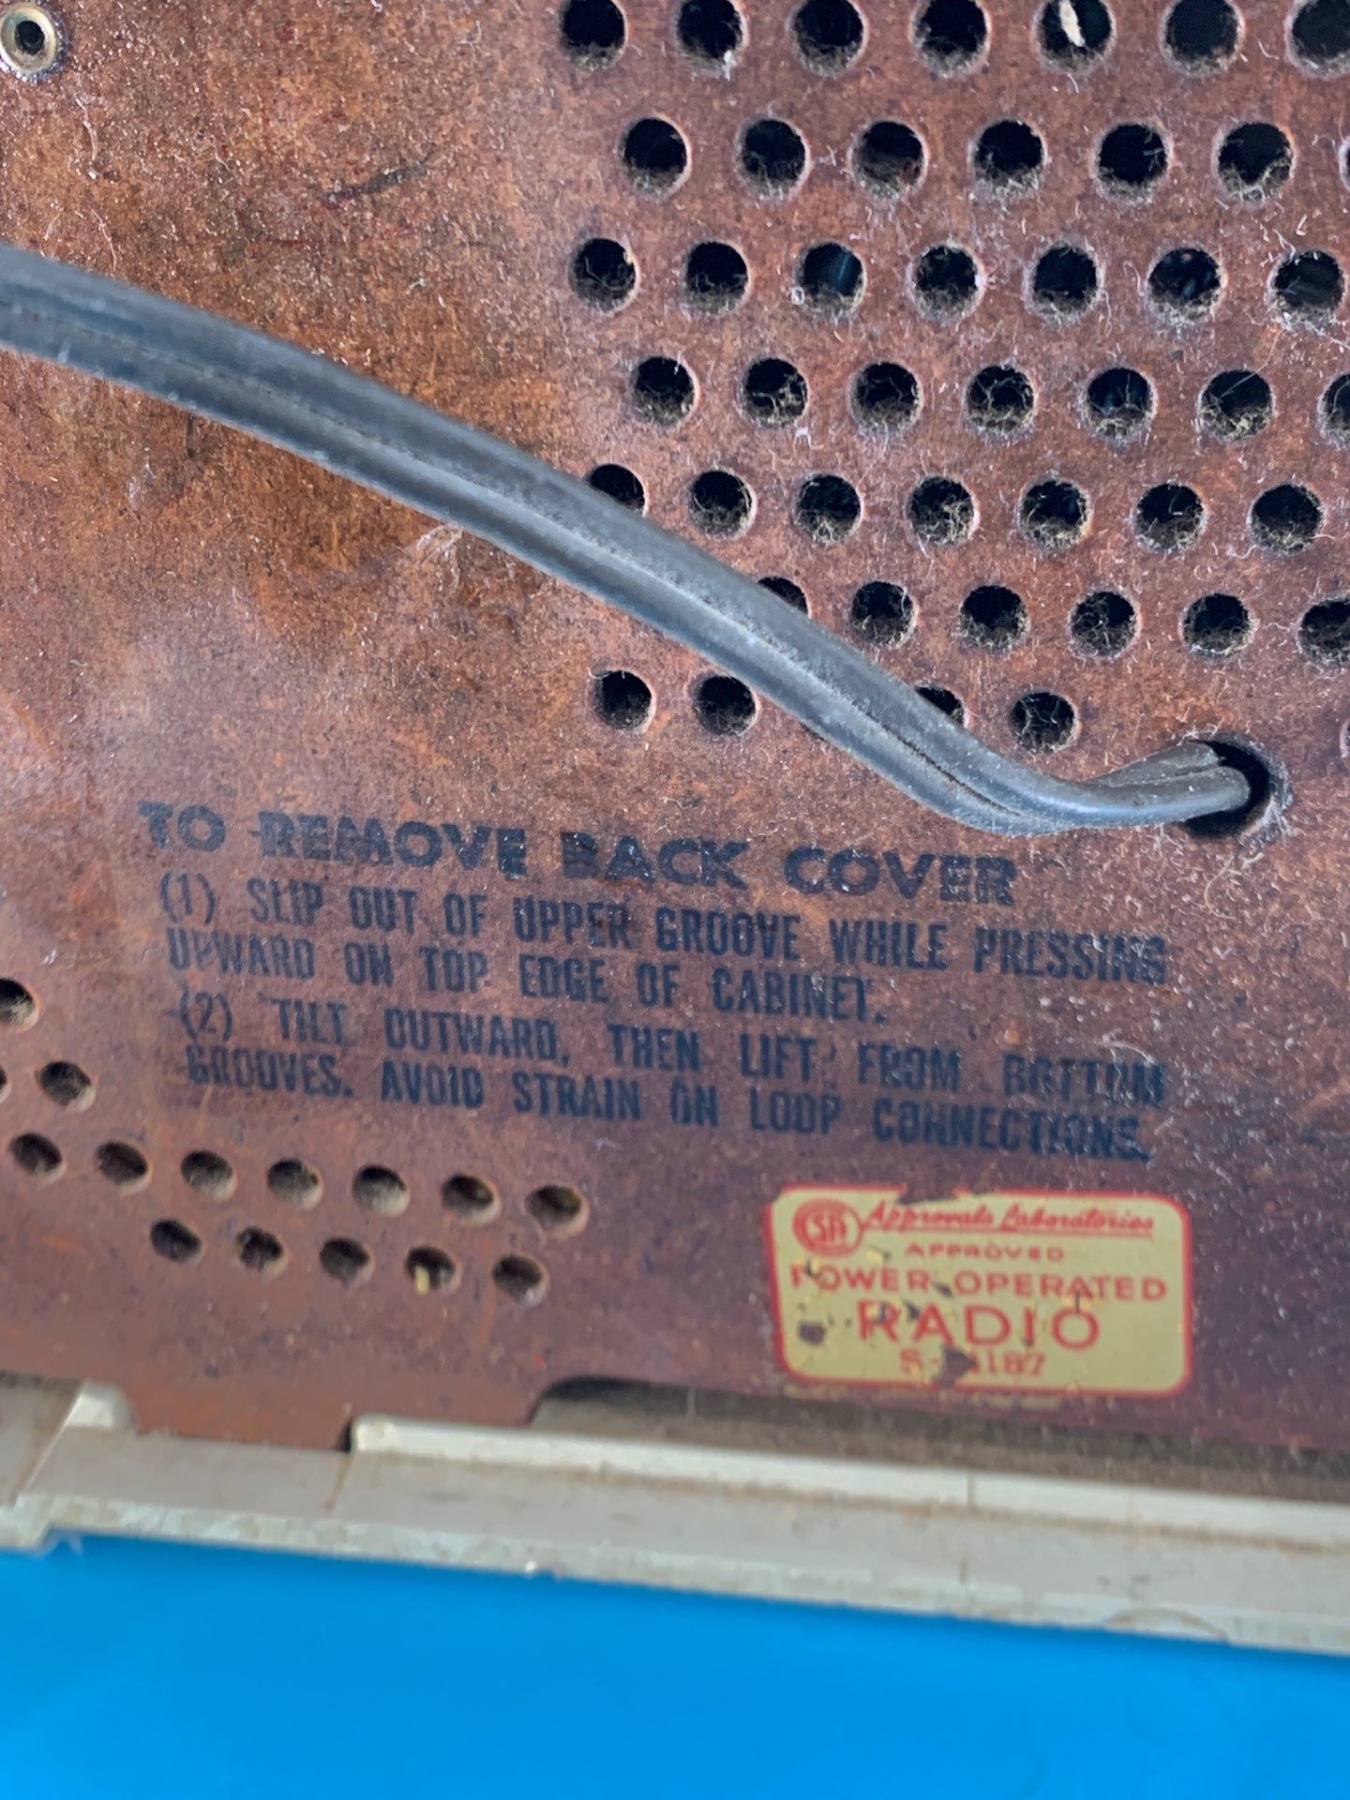 TO REMOVE BACK COVER
(1) SLIP OUT OF UPPER GROOVE WHILE PRESSING
UPWARD ON TOP EDGE OF CABINET.
(2) TILT OUTWARD, THEN LIFT FROM BOTTOM
GROOVES. AVOID STRAIN ON LOOP CONNECTIONS.
CSA Approvals Laboratories
APPROVED
POWER-OPERATED
RADIO